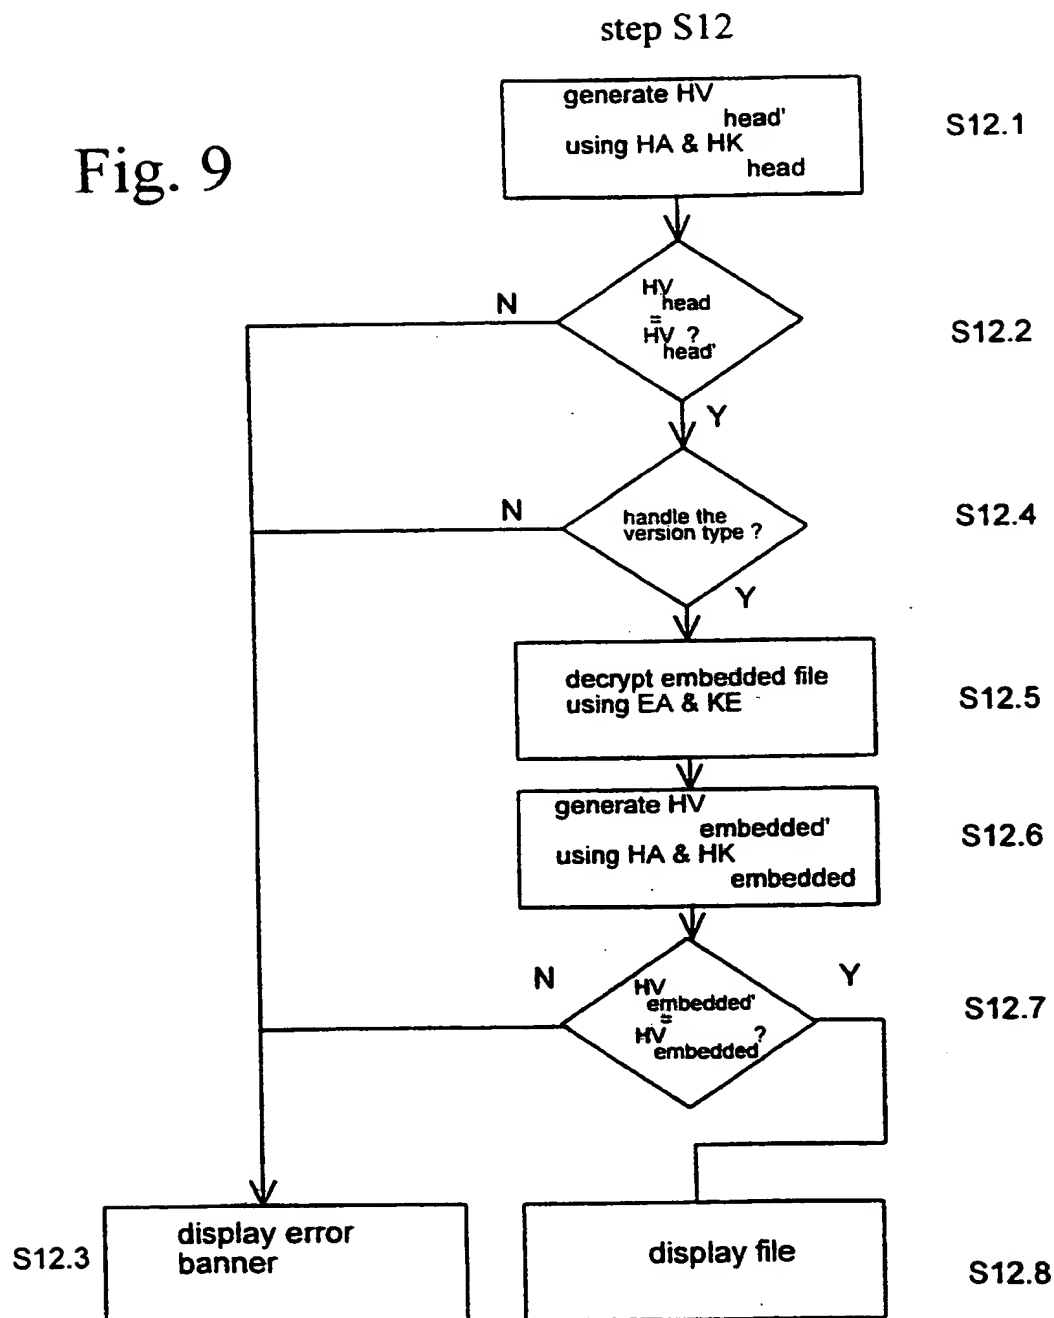 step S12
Fig. 9
generate HV
head'
using HA & HK
head
S12.1
N
HV
head
=
HV ?
head'
S12.2
Y
N
handle the
version type ?
S12.4
Y
decrypt embedded file
using EA & KE
S12.5
generate HV
embedded'
using HA & HK
embedded
S12.6
N
Y
HV
embedded'
=
HV ?
embedded
S12.7
S12.3
display error
banner
display file
S12.8